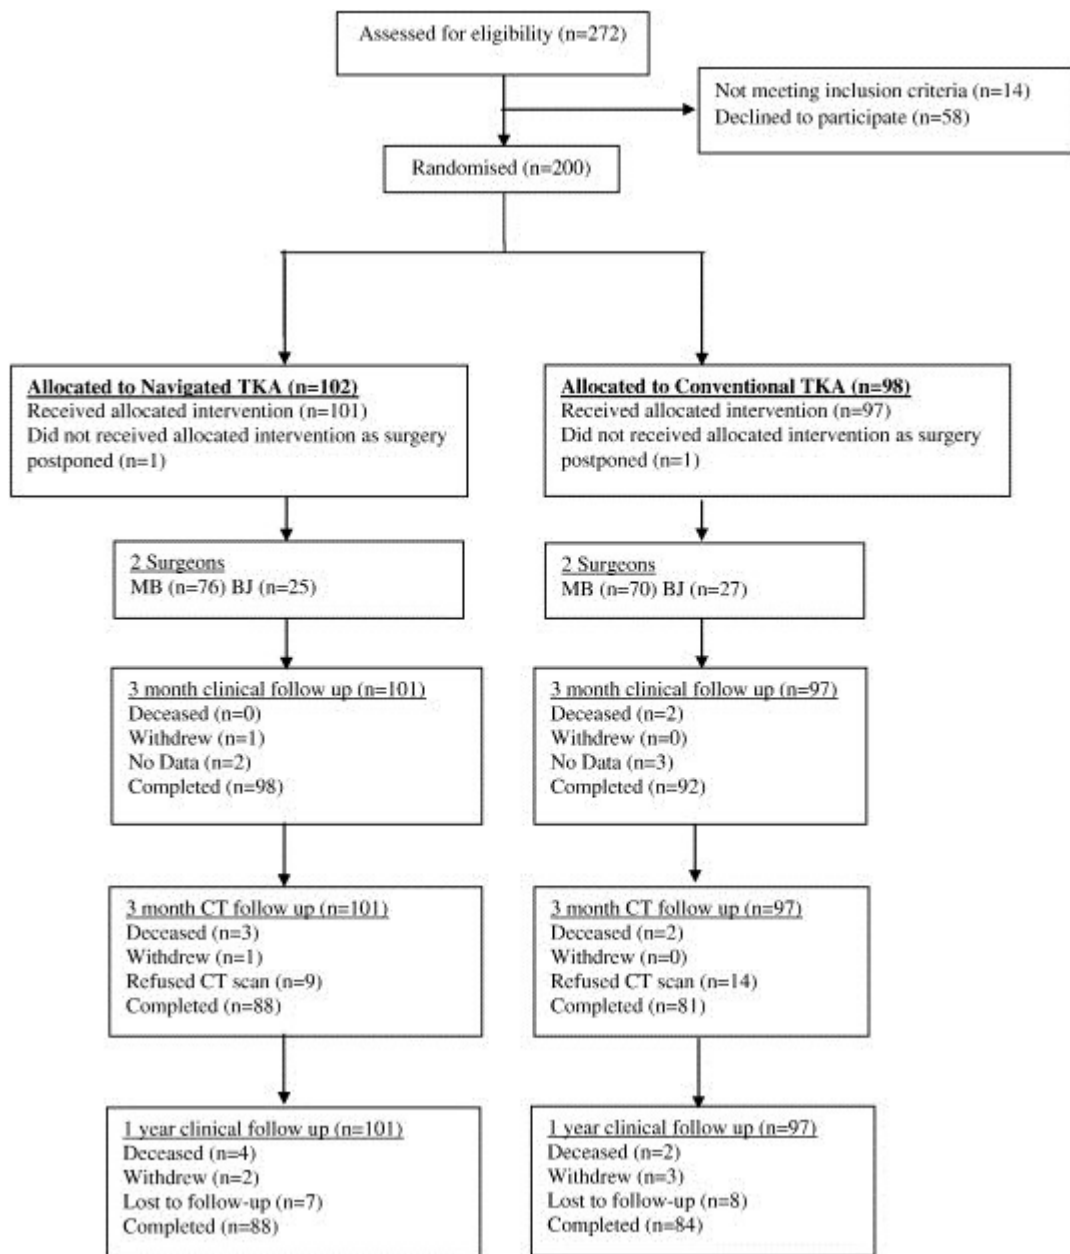 Assessed for eligibility (n=272)
Not meeting inclusion criteria (n=14)
Declined to participate (n=58)
Randomised (n=200)
Allocated to Navigated TKA (n=102)
Received allocated intervention (n=101)
Did not received allocated intervention as surgery
postponed (n=1)
Allocated to Conventional TKA (n=98)
Received allocated intervention (n=97)
Did not received allocated intervention as surgery
postponed (n=1)
2 Surgeons
MB (n=76) BJ (n=25)
2 Surgeons
MB (n=70) BJ (n=27)
3 month clinical follow up (n=101)
Deceased (n=0)
Withdrew (n=1)
No Data (n=2)
Completed (n=98)
3 month clinical follow up (n=97)
Deceased (n=2)
Withdrew (n=0)
No Data (n=3)
Completed (n=92)
3 month CT follow up (n=101)
Deceased (n=3)
Withdrew (n=1)
Refused CT scan (n=9)
Completed (n=88)
3 month CT follow up (n=97)
Deceased (n=2)
Withdrew (n=0)
Refused CT scan (n=14)
Completed (n=81)
1 year clinical follow up (n=101)
Deceased (n=4)
Withdrew (n=2)
Lost to follow-up (n=7)
Completed (n=88)
1 year clinical follow up (n=97)
Deceased (n=2)
Withdrew (n=3)
Lost to follow-up (n=8)
Completed (n=84)